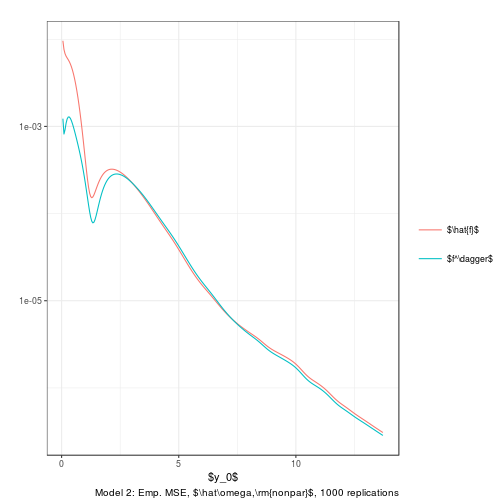 1e-03
1e-05
0 5 10
$y_0$
$\hat{f}$
$f^\dagger$
Model 2: Emp. MSE, $\hat\omega,\rm{nonpar}$, 1000 replications